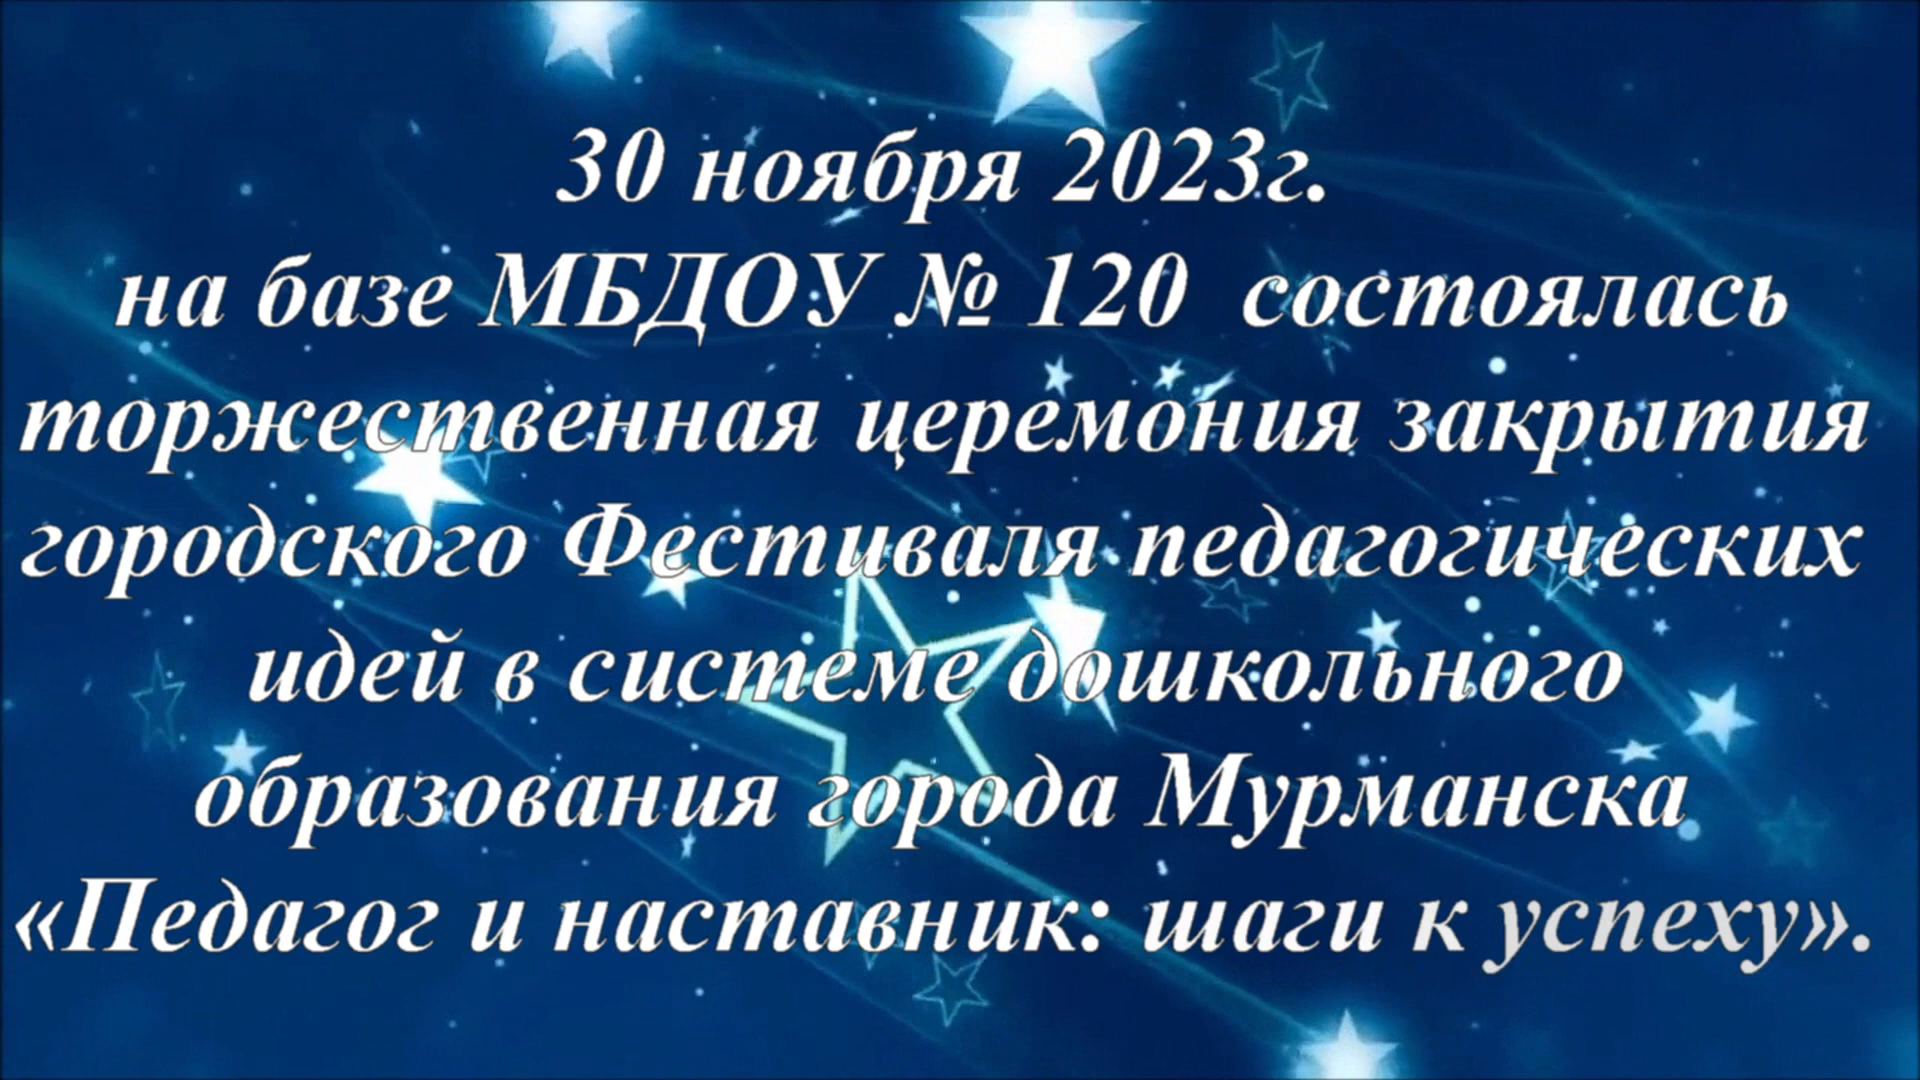 30 ноября 2023г.
на базе МБДОУ № 120 состоялась
торжественная церемония закрытия
городского Фестиваля педагогических
идей в системе дошкольного
образования города Мурманска
«Педагог и наставник: шаги к успеху».